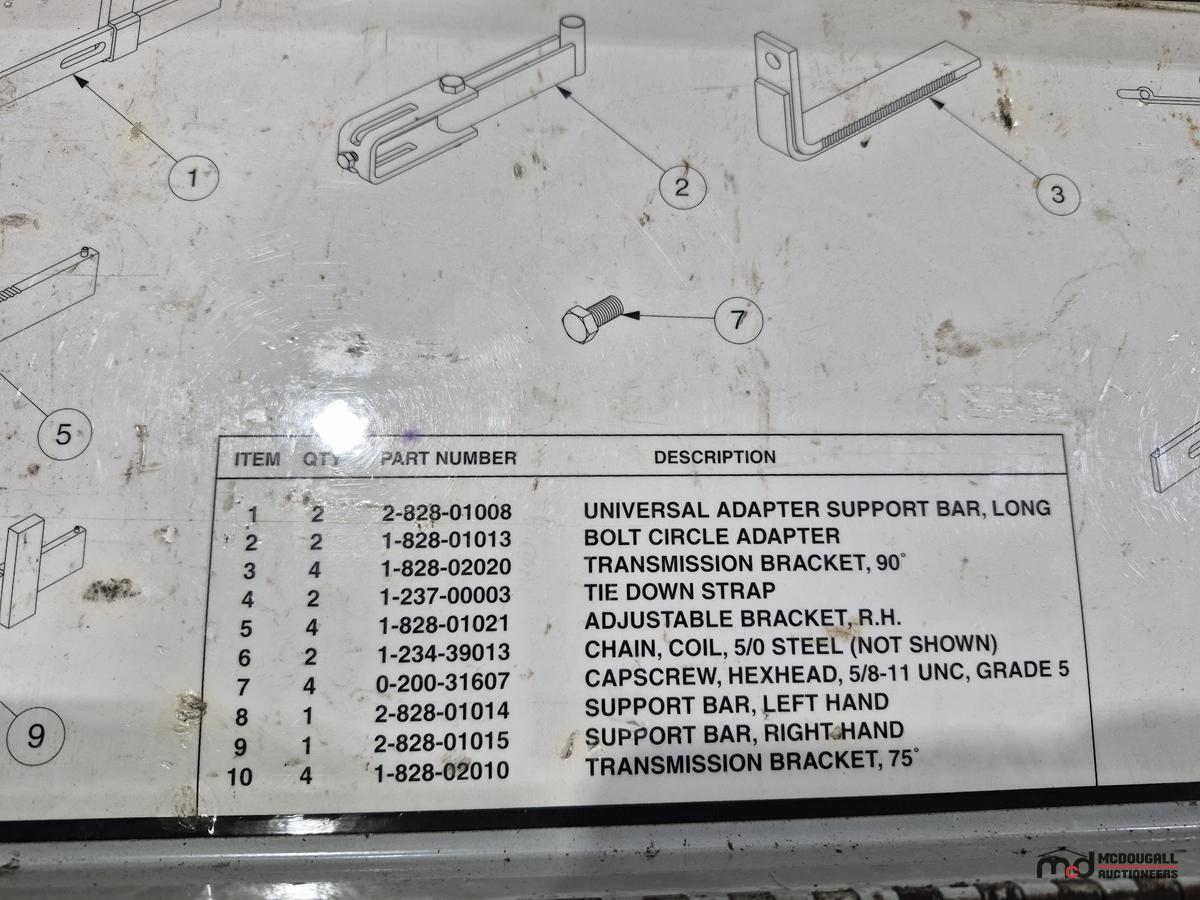 1
2
3
7
5
9
ITEM QTY PART NUMBER DESCRIPTION
1 2 2-828-01008 UNIVERSAL ADAPTER SUPPORT BAR, LONG
2 2 1-828-01013 BOLT CIRCLE ADAPTER
3 4 1-828-02020 TRANSMISSION BRACKET, 90°
4 2 1-237-00003 TIE DOWN STRAP
5 4 1-828-01021 ADJUSTABLE BRACKET, R.H.
6 2 1-234-39013 CHAIN, COIL, 5/0 STEEL (NOT SHOWN)
7 4 0-200-31607 CAPSCREW, HEXHEAD, 5/8-11 UNC, GRADE 5
8 1 2-828-01014 SUPPORT BAR, LEFT HAND
9 1 2-828-01015 SUPPORT BAR, RIGHT HAND
10 4 1-828-02010 TRANSMISSION BRACKET, 75°
mcd MCDOUGALL
AUCTIONEERS